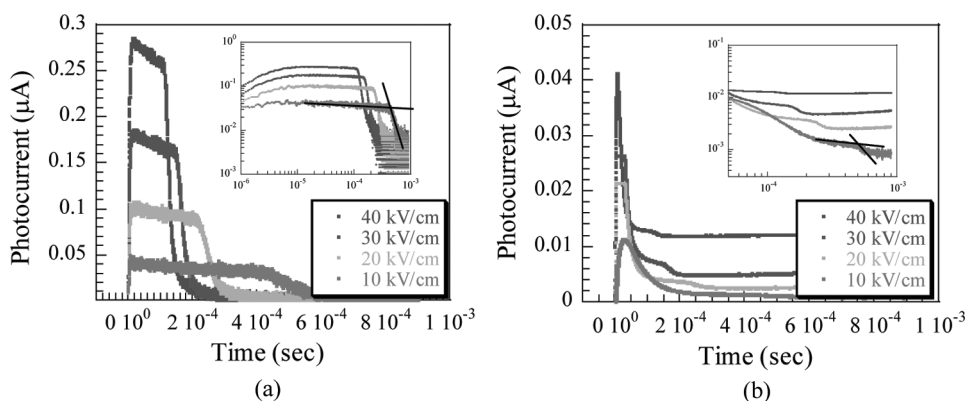 (a)
Photocurrent (μA)
0.3
0.25
0.2
0.15
0.1
0.05
0 10⁰
2 10⁻⁴
4 10⁻⁴
6 10⁻⁴
8 10⁻⁴
1 10⁻³
Time (sec)
10⁰
10⁻¹
10⁻²
10⁻³
10⁻⁶
10⁻⁵
10⁻⁴
10⁻³
40 kV/cm
30 kV/cm
20 kV/cm
10 kV/cm
(a)
(b)
Photocurrent (μA)
0.05
0.04
0.03
0.02
0.01
0
0 10⁰
2 10⁻⁴
4 10⁻⁴
6 10⁻⁴
8 10⁻⁴
1 10⁻³
Time (sec)
10⁻¹
10⁻²
10⁻³
10⁻⁴
10⁻³
40 kV/cm
30 kV/cm
20 kV/cm
10 kV/cm
(b)